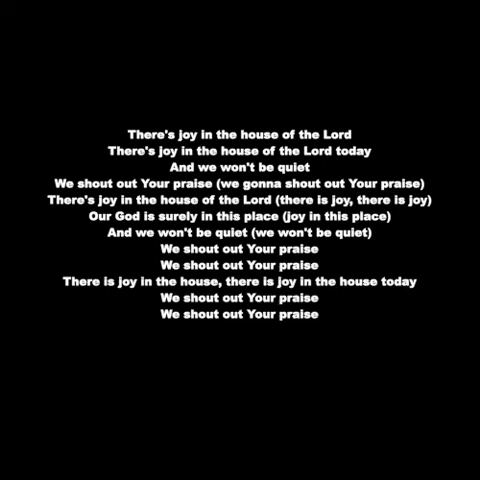 There's joy in the house of the Lord
There's joy in the house of the Lord today
And we won't be quiet
We shout out Your praise (we gonna shout out Your praise)
There's joy in the house of the Lord (there is joy, there is joy)
Our God is surely in this place (joy in this place)
And we won't be quiet (we won't be quiet)
We shout out Your praise
We shout out Your praise
There is joy in the house, there is joy in the house today
We shout out Your praise
We shout out Your praise